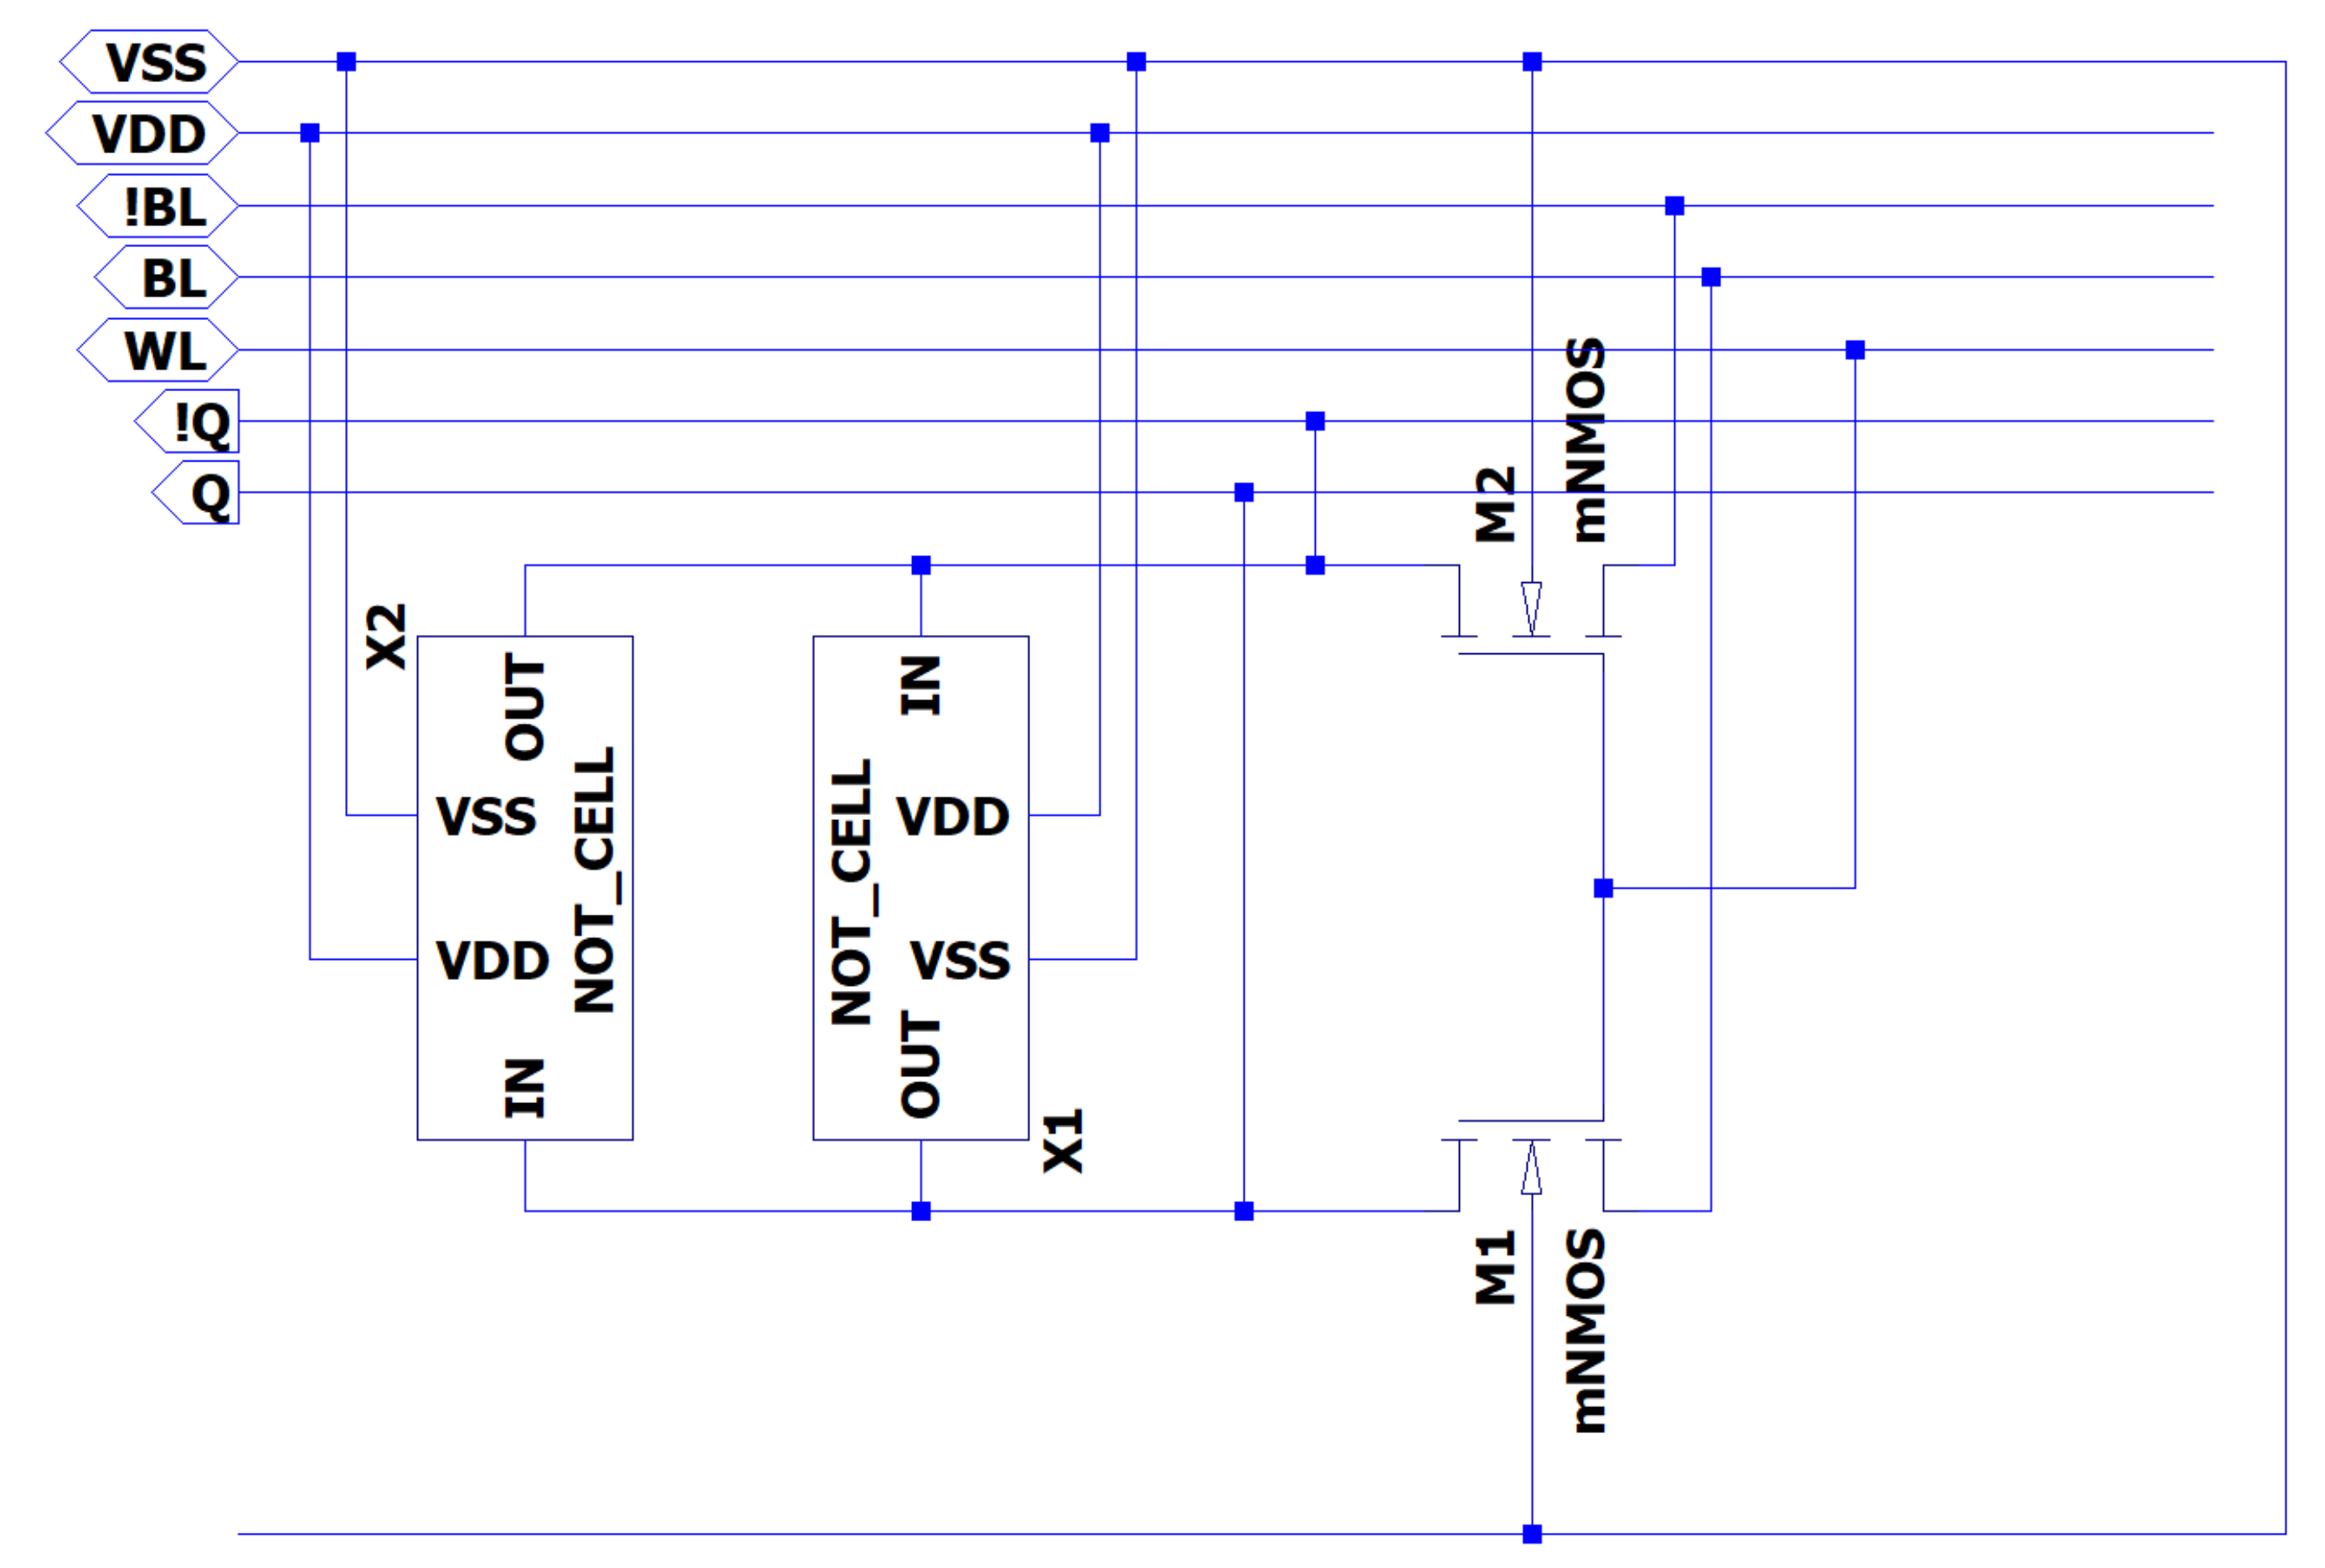 VSS
VDD
!BL
BL
WL
!Q
Q
M2
mNMOS
X2
OUT
VSS
VDD
IN
NOT_CELL
IN
VDD
VSS
OUT
NOT_CELL
X1
M1
mNMOS